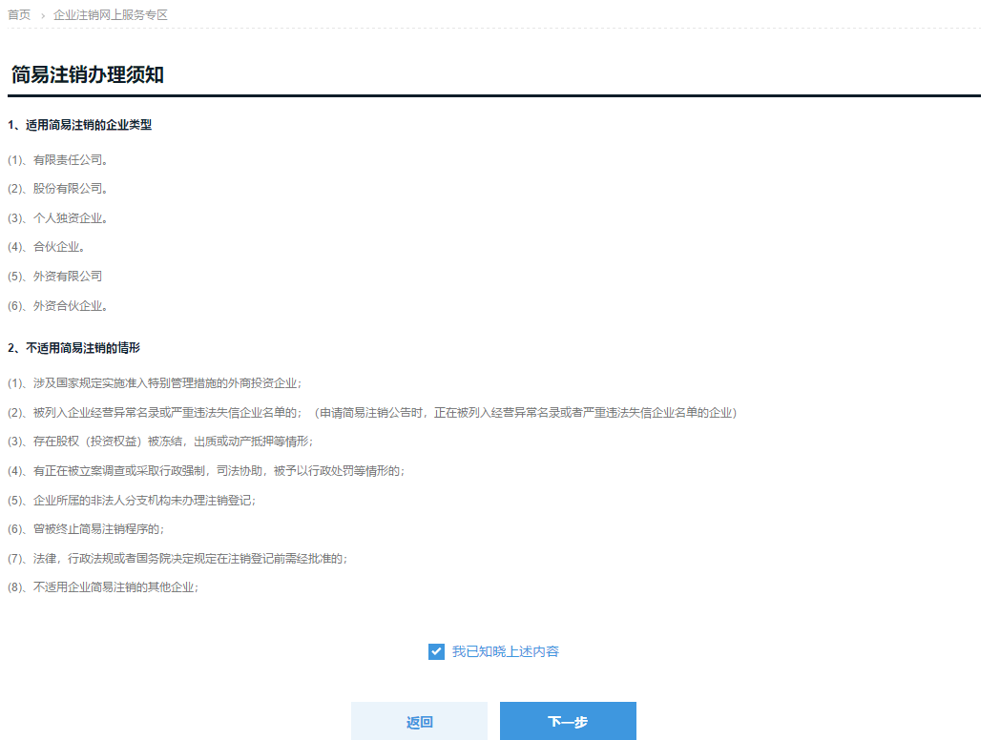 首页 › 企业注销网上服务专区
简易注销办理须知
1、适用简易注销的企业类型
(1)、有限责任公司。
(2)、股份有限公司。
(3)、个人独资企业。
(4)、合伙企业。
(5)、外资有限公司
(6)、外资合伙企业。
2、不适用简易注销的情形
(1)、涉及国家规定实施准入特别管理措施的外商投资企业；
(2)、被列入企业经营异常名录或严重违法失信企业名单的；（申请简易注销公告时，正在被列入经营异常名录或者严重违法失信企业名单的企业）
(3)、存在股权（投资权益）被冻结，出质或动产抵押等情形；
(4)、有正在被立案调查或采取行政强制，司法协助，被予以行政处罚等情形的；
(5)、企业所属的非法人分支机构未办理注销登记；
(6)、曾被终止简易注销程序的；
(7)、法律，行政法规或者国务院决定规定在注销登记前需经批准的；
(8)、不适用企业简易注销的其他企业；
我已知晓上述内容
返回 下一步